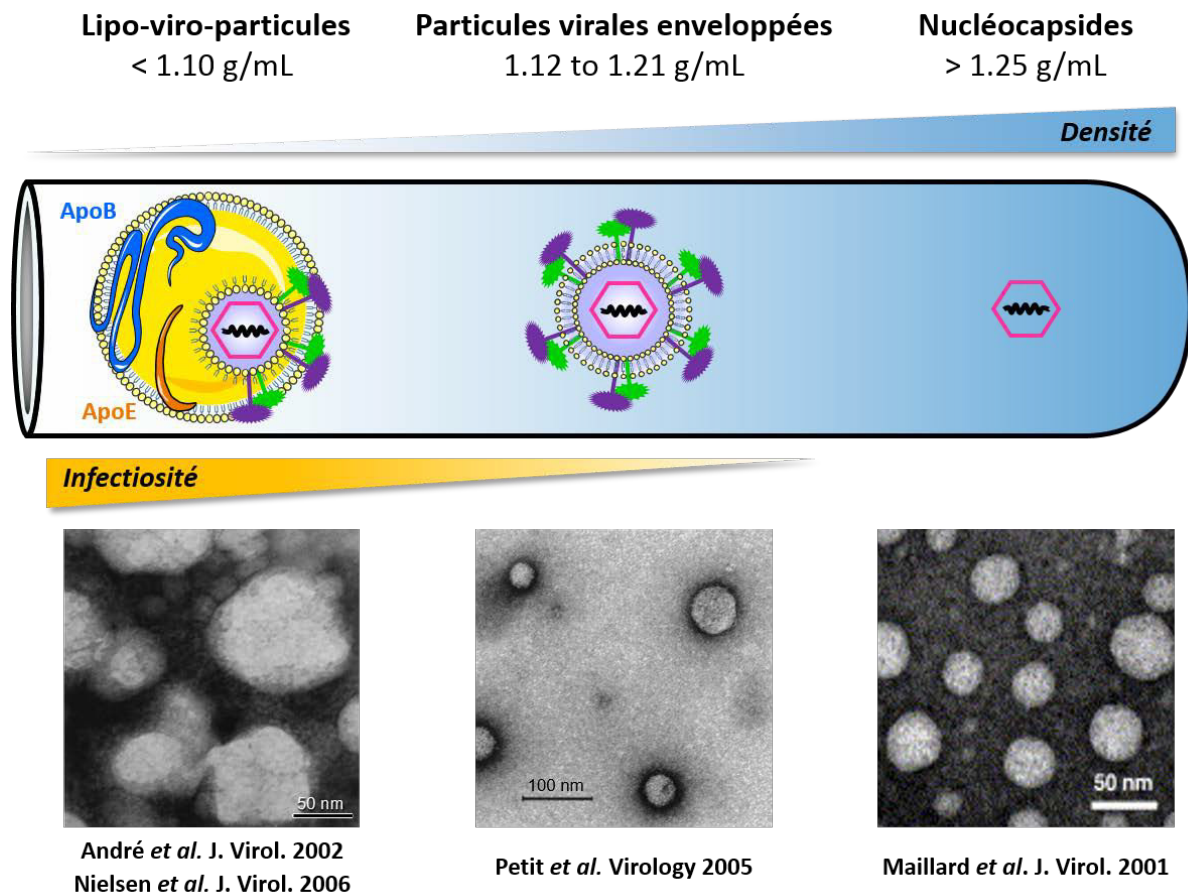 Lipo-viro-particules
< 1.10 g/mL
Particules virales enveloppées
1.12 to 1.21 g/mL
Nucléocapsides
> 1.25 g/mL
Densité
ApoB
ApoE
Infectiosité
50 nm
100 nm
50 nm
André et al. J. Virol. 2002
Nielsen et al. J. Virol. 2006
Petit et al. Virology 2005
Maillard et al. J. Virol. 2001